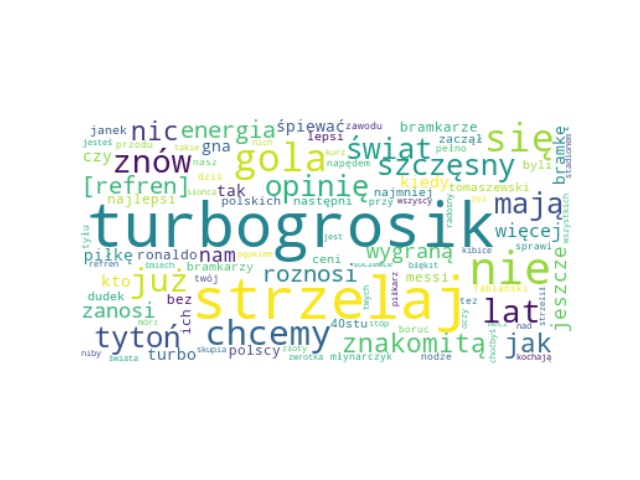 janek nic energia śpiewać zawodu bramkarze się bramkę
jesteś przodu takie gna lepsi zaczął stadionem
czy znów nasz gola kurz świat pełno
nich napędem szczęsny byli
[refren] dziś opinię kiedy tomaszewski
najlepsi słońca tak najmniej
polskich następni przy wszyscy mają
turbogrosik radosny więcej wszystkich
tyłu jest sprawi
piłkę ronaldo nam pępkiem wygraną kibice nie jeszcze
refren śmiech bramkarzy ceni błękit
kto już twój roznosi messi fabiański
dudek bez strzelaj piłkarz tez lat strzelił
zanosi ich twych oczy
mórz tytoń chcemy 40stu stóp boruc nad
znakomitą jak
niby turbo skupia polscy złoty młynarczyk nodze choćbyś
świata zwrotka kochają